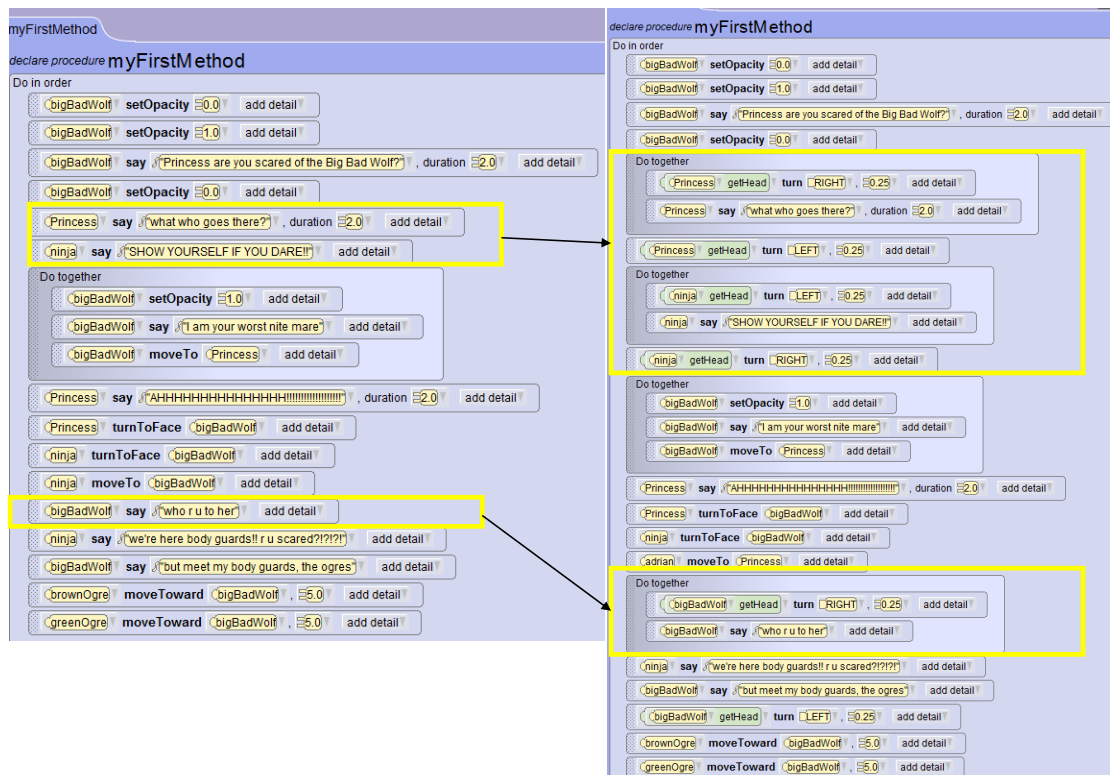 myFirstMethod
declare procedure myFirstMethod
Do in order
bigBadWolf setOpacity 0.0 add detail
bigBadWolf setOpacity 1.0 add detail
bigBadWolf say "Princess are you scared of the Big Bad Wolf?" , duration 2.0 add detail
bigBadWolf setOpacity 0.0 add detail
Princess say "what who goes there?" , duration 2.0 add detail
ninja say "SHOW YOURSELF IF YOU DARE!!" add detail
Do together
bigBadWolf setOpacity 1.0 add detail
bigBadWolf say "I am your worst nite mare" add detail
bigBadWolf moveTo Princess add detail
Princess say "AHHHHHHHHHHHHHHH!!!!!!!!!!!!!!!!!!!!" , duration 2.0 add detail
Princess turnToFace bigBadWolf add detail
ninja turnToFace bigBadWolf add detail
ninja moveTo bigBadWolf add detail
bigBadWolf say "who r u to her" add detail
ninja say "we're here body guards!! r u scared?!?!?!" add detail
bigBadWolf say "but meet my body guards, the ogres" add detail
brownOgre moveToward bigBadWolf , 5.0 add detail
greenOgre moveToward bigBadWolf , 5.0 add detail
declare procedure myFirstMethod
Do in order
bigBadWolf setOpacity 0.0 add detail
bigBadWolf setOpacity 1.0 add detail
bigBadWolf say "Princess are you scared of the Big Bad Wolf?" , duration 2.0 add detail
bigBadWolf setOpacity 0.0 add detail
Do together
Princess getHead turn RIGHT , 0.25 add detail
Princess say "what who goes there?" , duration 2.0 add detail
Princess getHead turn LEFT , 0.25 add detail
Do together
ninja getHead turn LEFT , 0.25 add detail
ninja say "SHOW YOURSELF IF YOU DARE!!" add detail
ninja getHead turn RIGHT , 0.25 add detail
Do together
bigBadWolf setOpacity 1.0 add detail
bigBadWolf say "I am your worst nite mare" add detail
bigBadWolf moveTo Princess add detail
Princess say "AHHHHHHHHHHHHHHH!!!!!!!!!!!!!!!!!!!!" , duration 2.0 add detail
Princess turnToFace bigBadWolf add detail
ninja turnToFace bigBadWolf add detail
adrian moveTo Princess add detail
Do together
bigBadWolf getHead turn RIGHT , 0.25 add detail
bigBadWolf say "who r u to her" add detail
ninja say "we're here body guards!! r u scared?!?!?!" add detail
bigBadWolf say "but meet my body guards, the ogres" add detail
bigBadWolf getHead turn LEFT , 0.25 add detail
brownOgre moveToward bigBadWolf , 5.0 add detail
greenOgre moveToward bigBadWolf , 5.0 add detail